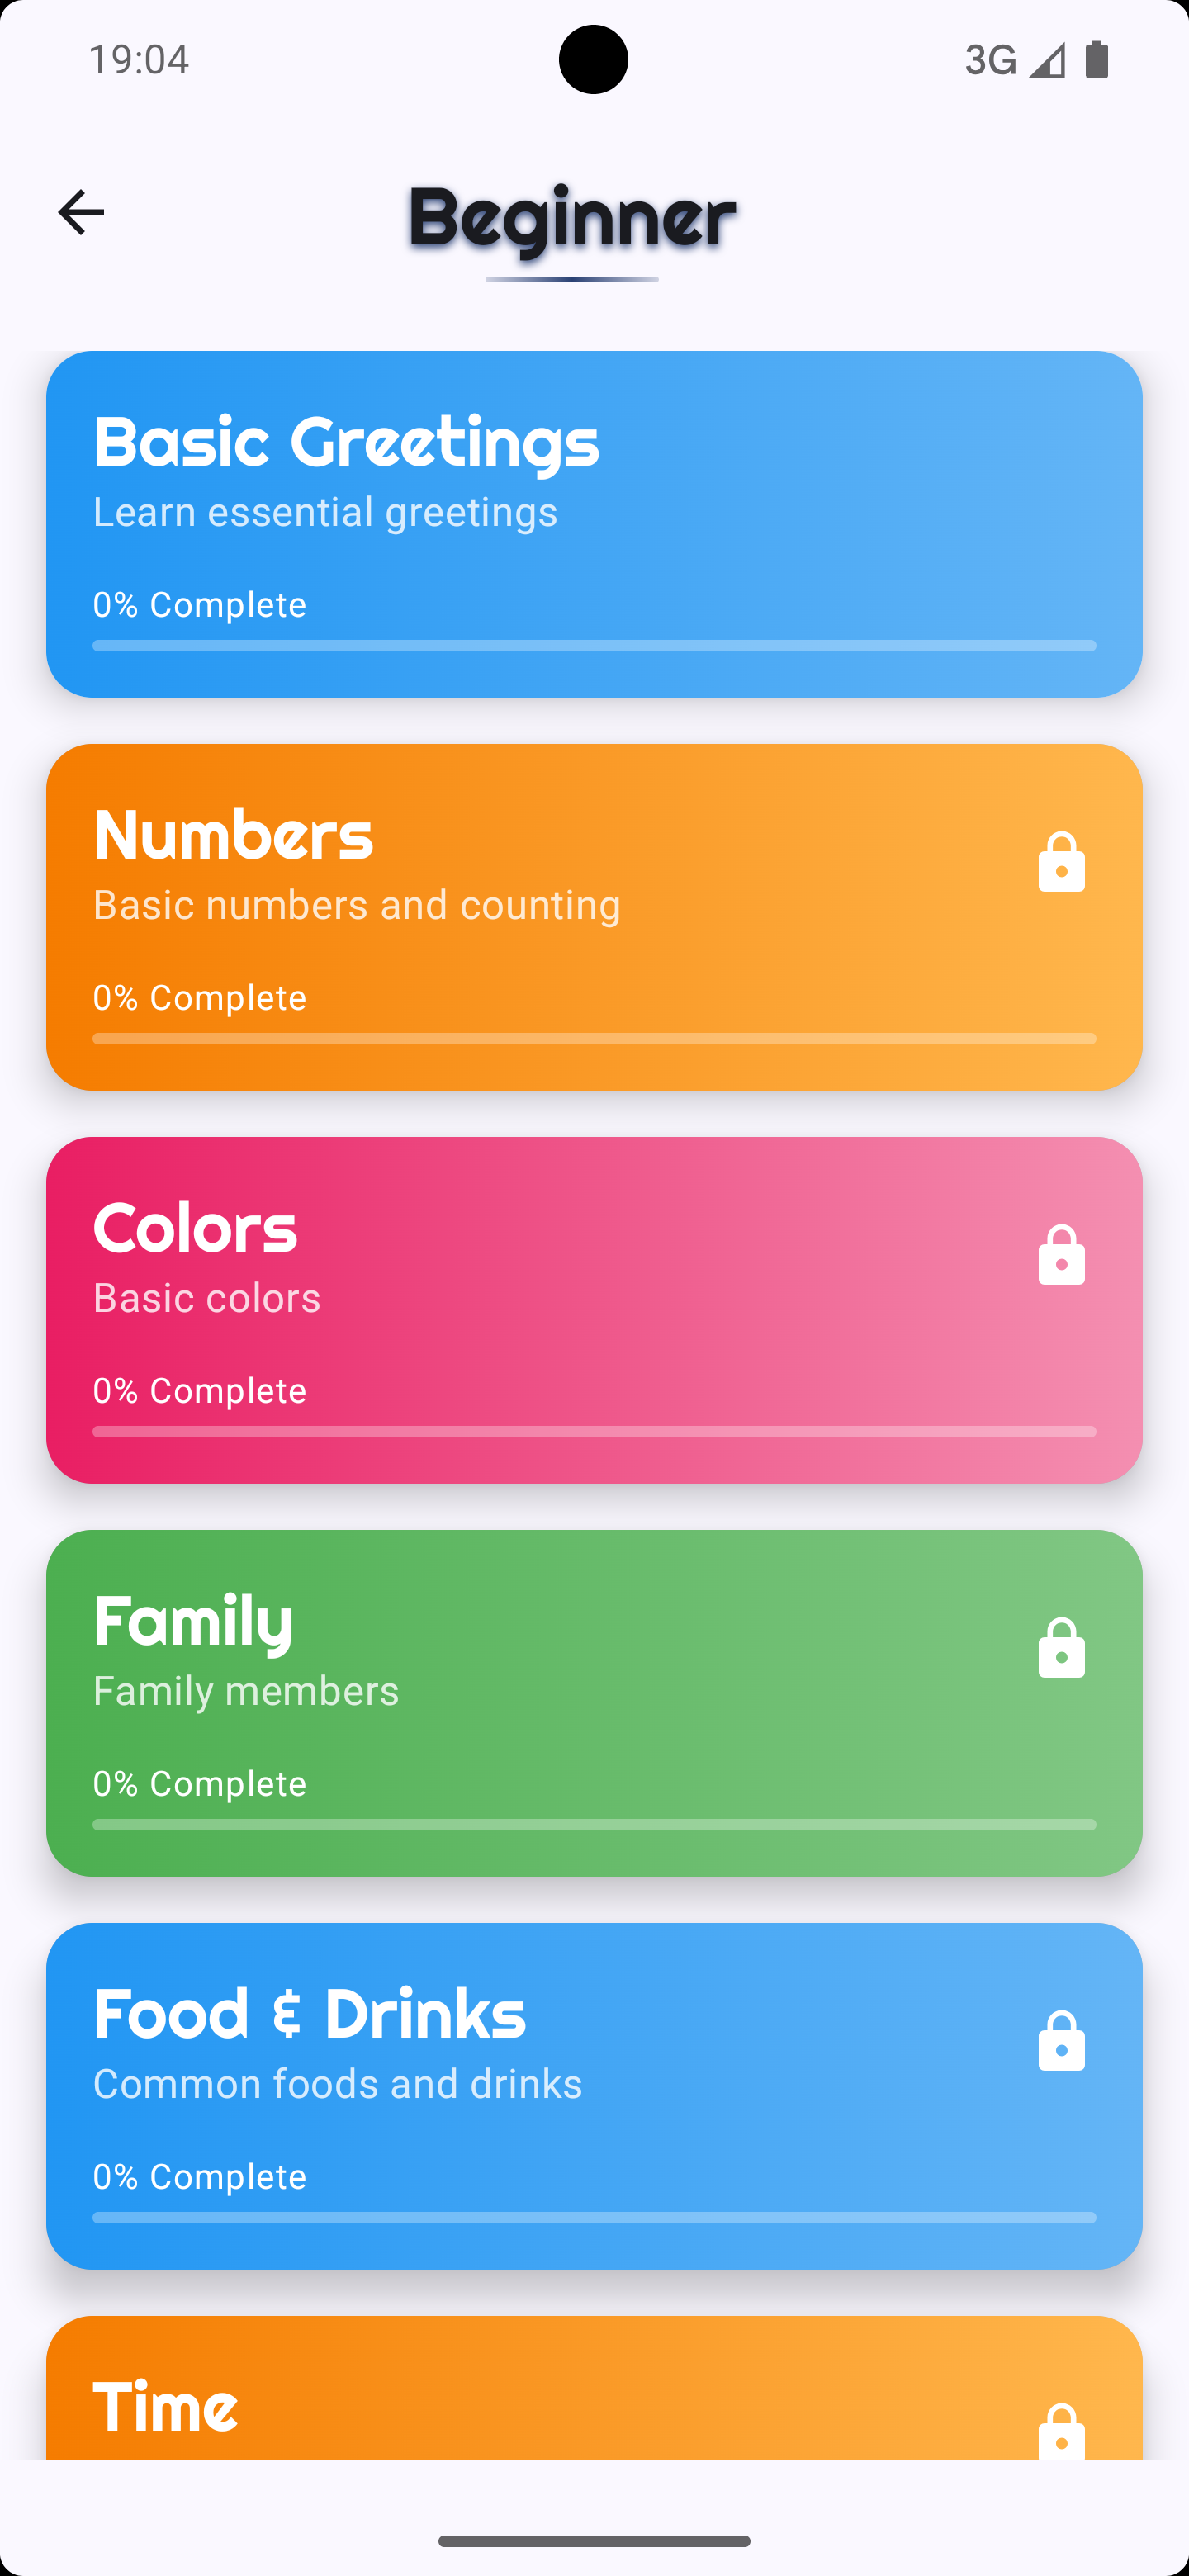 19:04
3G
Beginner
Basic Greetings
Learn essential greetings
0% Complete
Numbers
Basic numbers and counting
0% Complete
Colors
Basic colors
0% Complete
Family
Family members
0% Complete
Food & Drinks
Common foods and drinks
0% Complete
Time